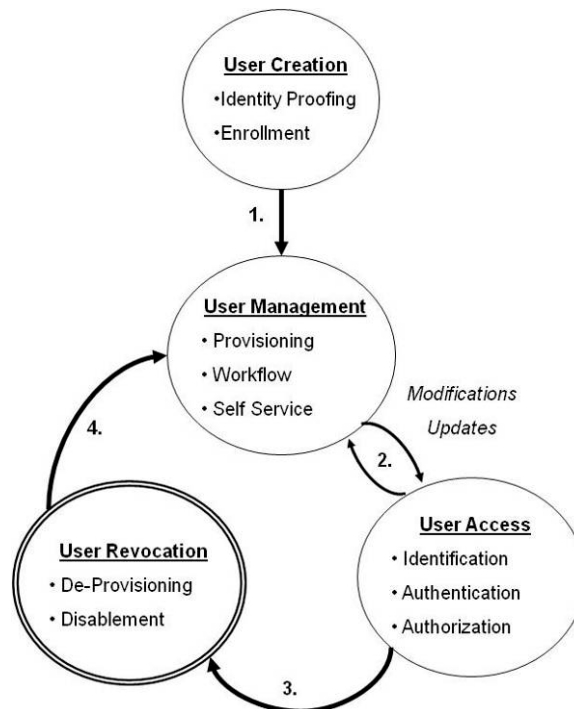 User Creation
•Identity Proofing
•Enrollment
1.
User Management
• Provisioning
• Workflow
• Self Service
Modifications
Updates
4.
2.
User Access
• Identification
• Authentication
• Authorization
User Revocation
• De-Provisioning
• Disablement
3.